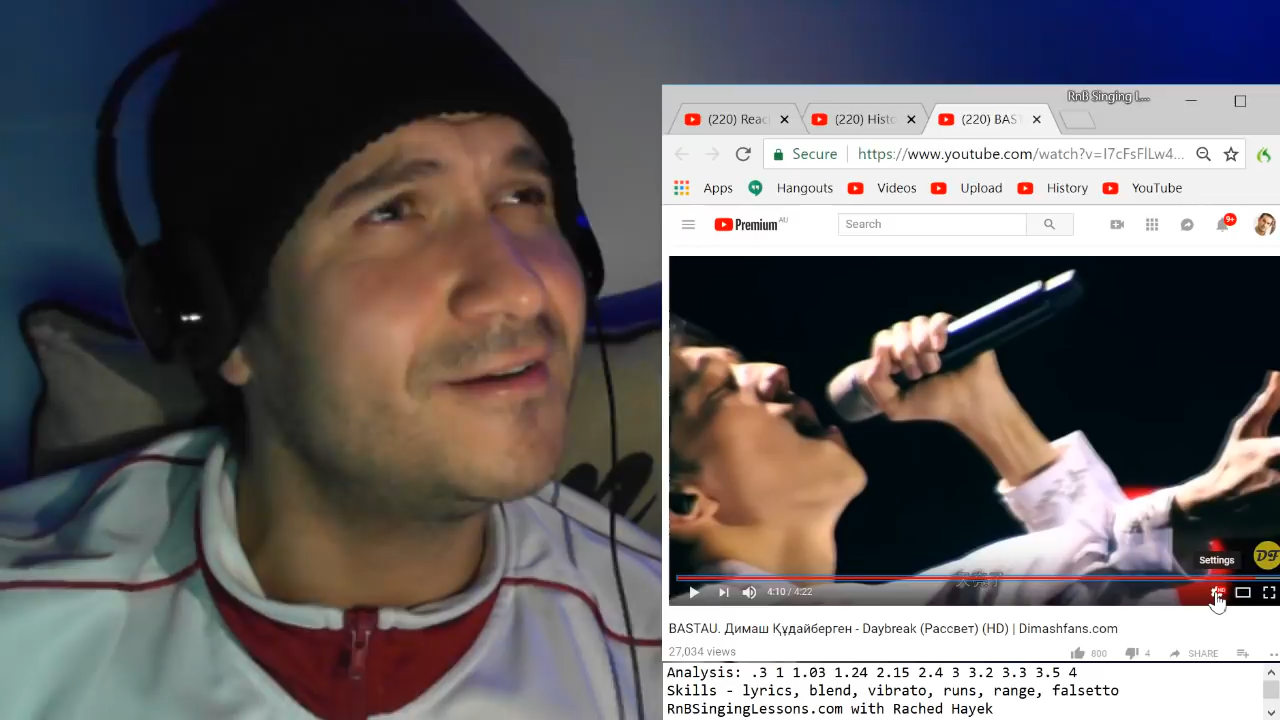 RnB Singing L...
(220) Reac
(220) Histo
(220) BAS
Secure
https://www.youtube.com/watch?v=I7cFsFlLw4...
Apps
Hangouts
Videos
Upload
History
YouTube
Premium AU
Search
9+
Settings
DF
4:10 / 4:22
HD
BASTAU. Димаш Құдайберген - Daybreak (Рассвет) (HD) | Dimashfans.com
27,034 views
800
4
SHARE
Analysis: .3 1 1.03 1.24 2.15 2.4 3 3.2 3.3 3.5 4
Skills - lyrics, blend, vibrato, runs, range, falsetto
RnBSingingLessons.com with Rached Hayek